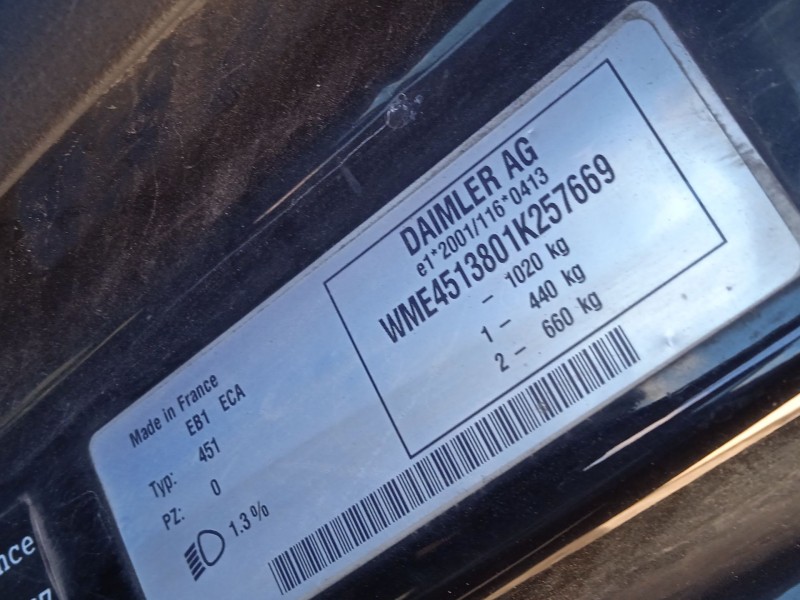 DAIMLER AG
e1*2001/116*0413
WME4513801K257669
- 1020 kg
1 - 440 kg
2 - 660 kg
Made in France
EB1 ECA
Typ: 451
PZ: 0
1.3%